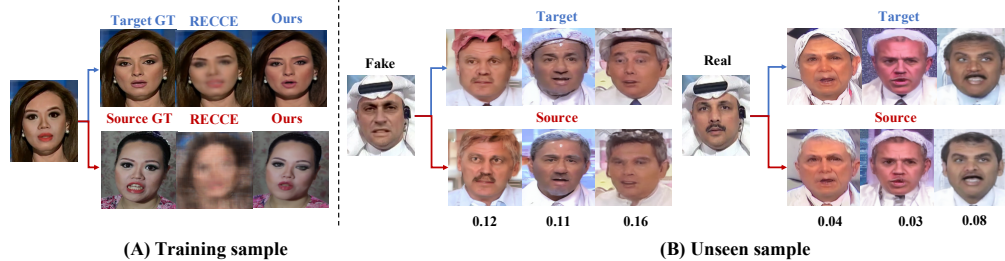 Target GT RECCE Ours
Source GT RECCE Ours
(A) Training sample
Fake
Target
Source
0.12 0.11 0.16
Real
Target
Source
0.04 0.03 0.08
(B) Unseen sample